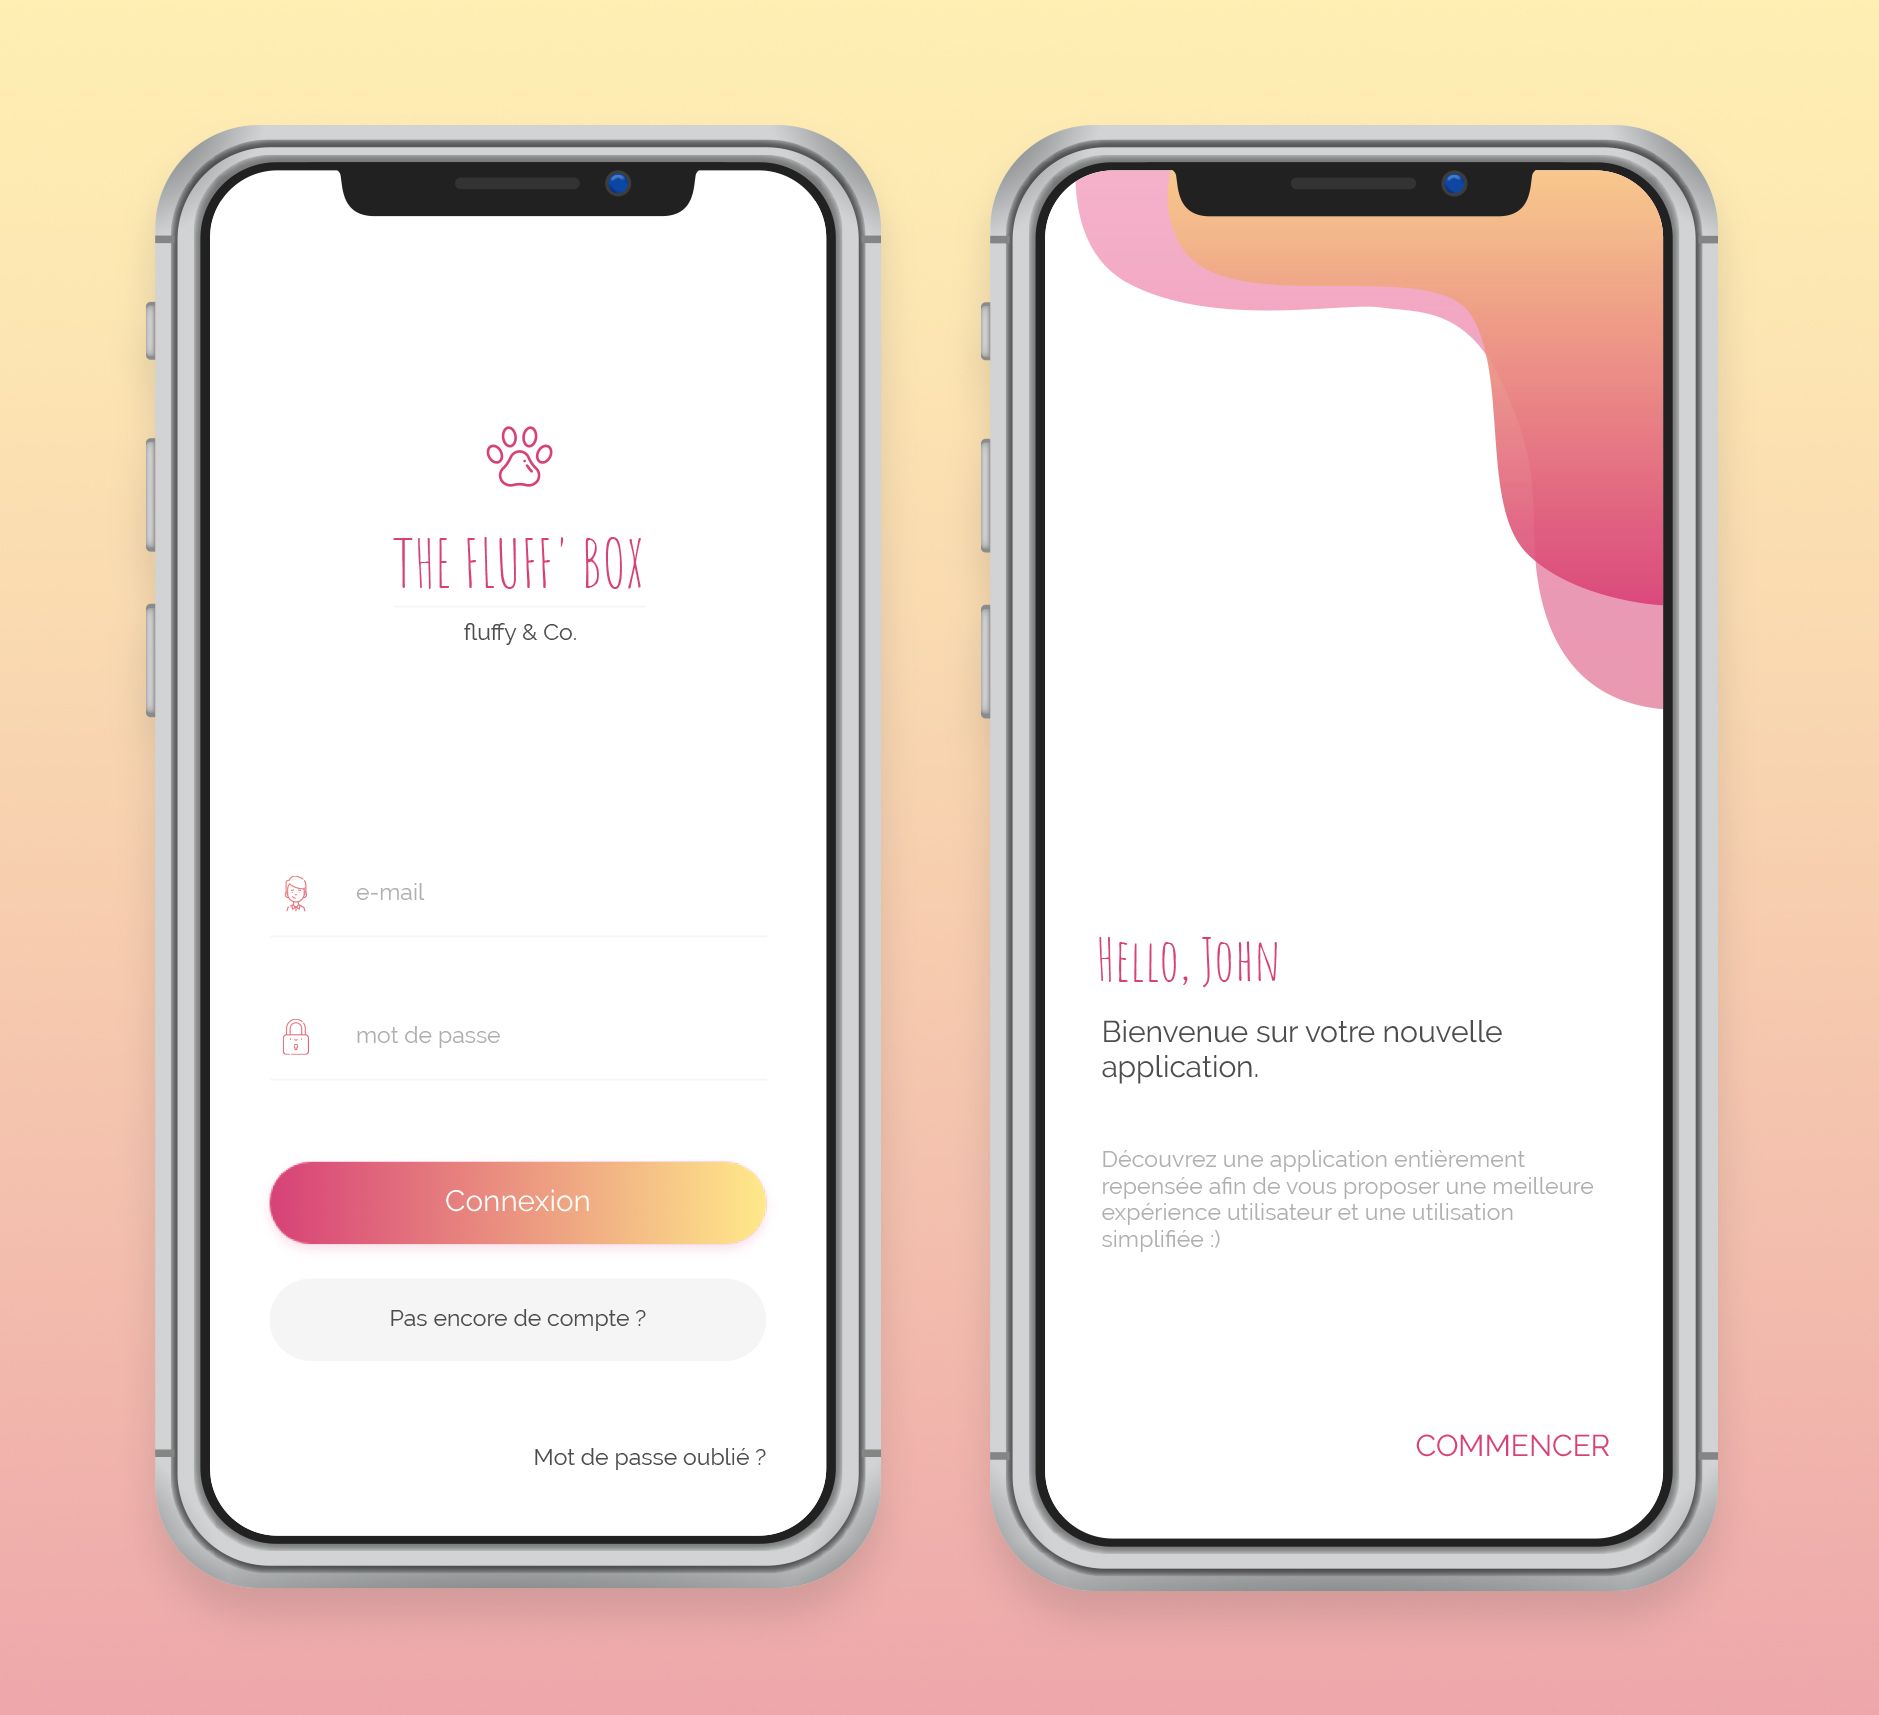 THE FLUFF' BOX
fluffy & Co.
e-mail
mot de passe
Connexion
Pas encore de compte ?
Mot de passe oublié ?
Hello, John
Bienvenue sur votre nouvelle
application.
Découvrez une application entièrement
repensée afin de vous proposer une meilleure
expérience utilisateur et une utilisation
simplifiée :)
COMMENCER